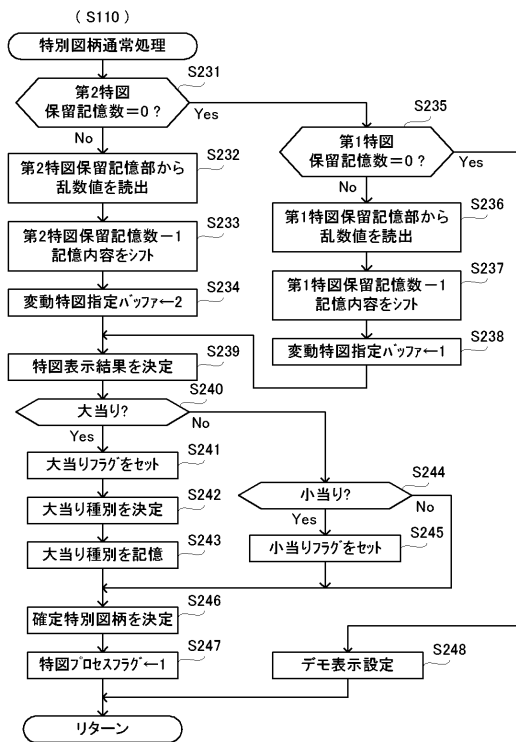 (S110)
特別図柄通常処理
S231
第2特図
保留記憶数=0?
Yes
No
S235
第1特図
保留記憶数=0?
Yes
No
S232
第2特図保留記憶部から
乱数値を読出
S236
第1特図保留記憶部から
乱数値を読出
S233
第2特図保留記憶数-1
記憶内容をシフト
S237
第1特図保留記憶数-1
記憶内容をシフト
S234
変動特図指定バッファ←2
S238
変動特図指定バッファ←1
S239
特図表示結果を決定
S240
大当り?
No
Yes
S241
大当りフラグをセット
S244
小当り?
No
Yes
S242
大当り種別を決定
S245
小当りフラグをセット
S243
大当り種別を記憶
S246
確定特別図柄を決定
S247
特図プロセスフラグ←1
S248
デモ表示設定
リターン